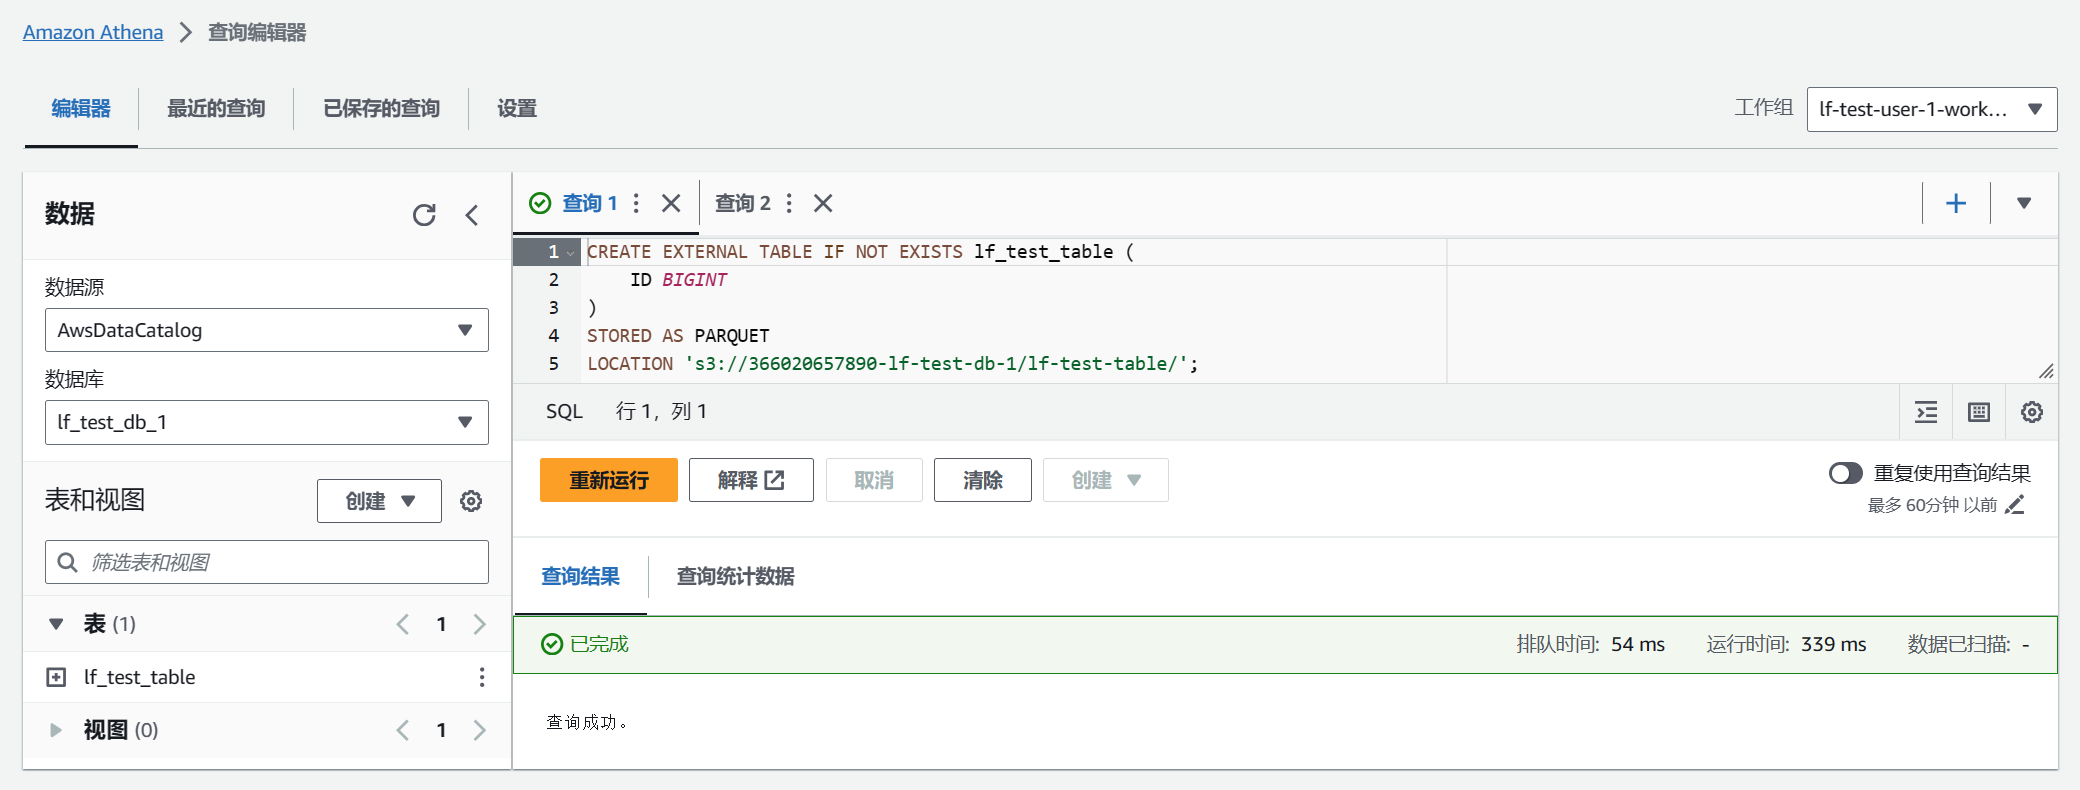 Amazon Athena > 查询编辑器
编辑器 最近的查询 已保存的查询 设置
工作组 lf-test-user-1-work...
数据
数据源
AwsDataCatalog
数据库
lf_test_db_1
表和视图 创建
筛选表和视图
表 (1) 1
lf_test_table
视图 (0) 1
查询 1 查询 2
1 CREATE EXTERNAL TABLE IF NOT EXISTS lf_test_table (
2 ID BIGINT
3 )
4 STORED AS PARQUET
5 LOCATION 's3://366020657890-lf-test-db-1/lf-test-table/';
SQL 行 1，列 1
重新运行 解释 取消 清除 创建
重复使用查询结果
最多 60分钟 以前
查询结果 查询统计数据
已完成 排队时间: 54 ms 运行时间: 339 ms 数据已扫描: -
查询成功。